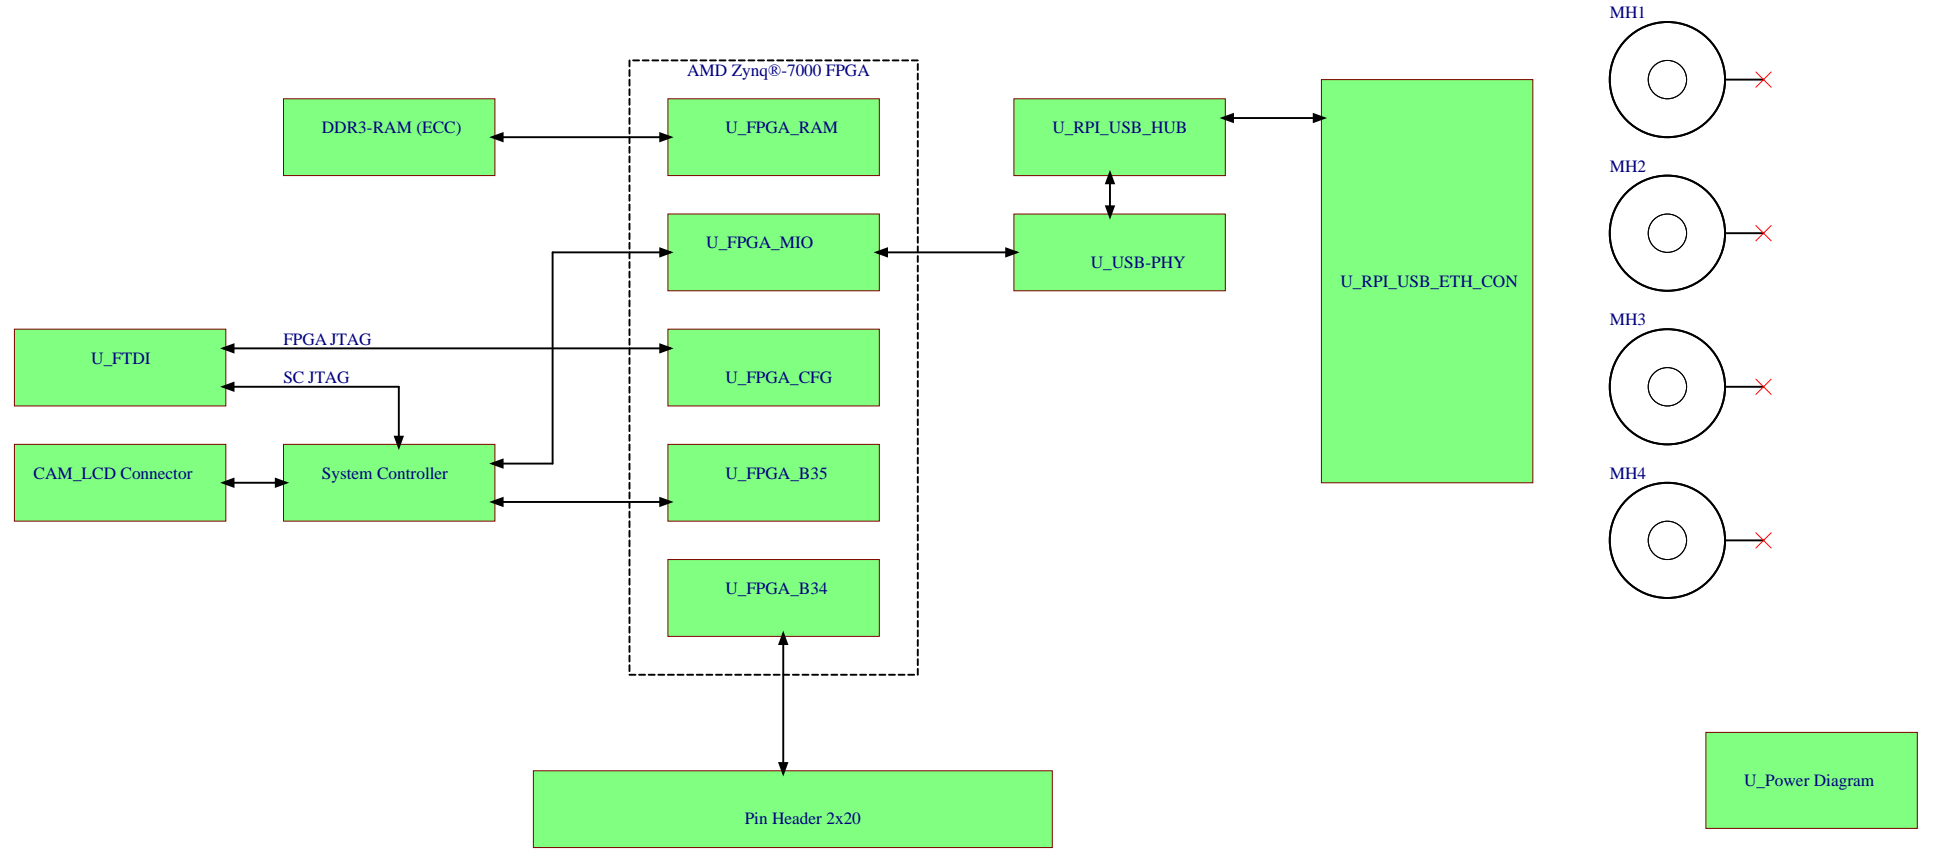 MH1
AMD Zynq®-7000 FPGA
DDR3-RAM (ECC)
U_FPGA_RAM
U_RPI_USB_HUB
MH2
U_FPGA_MIO
U_USB-PHY
U_RPI_USB_ETH_CON
MH3
FPGA JTAG
U_FTDI
SC JTAG
U_FPGA_CFG
CAM_LCD Connector
System Controller
U_FPGA_B35
MH4
U_FPGA_B34
U_Power Diagram
Pin Header 2x20